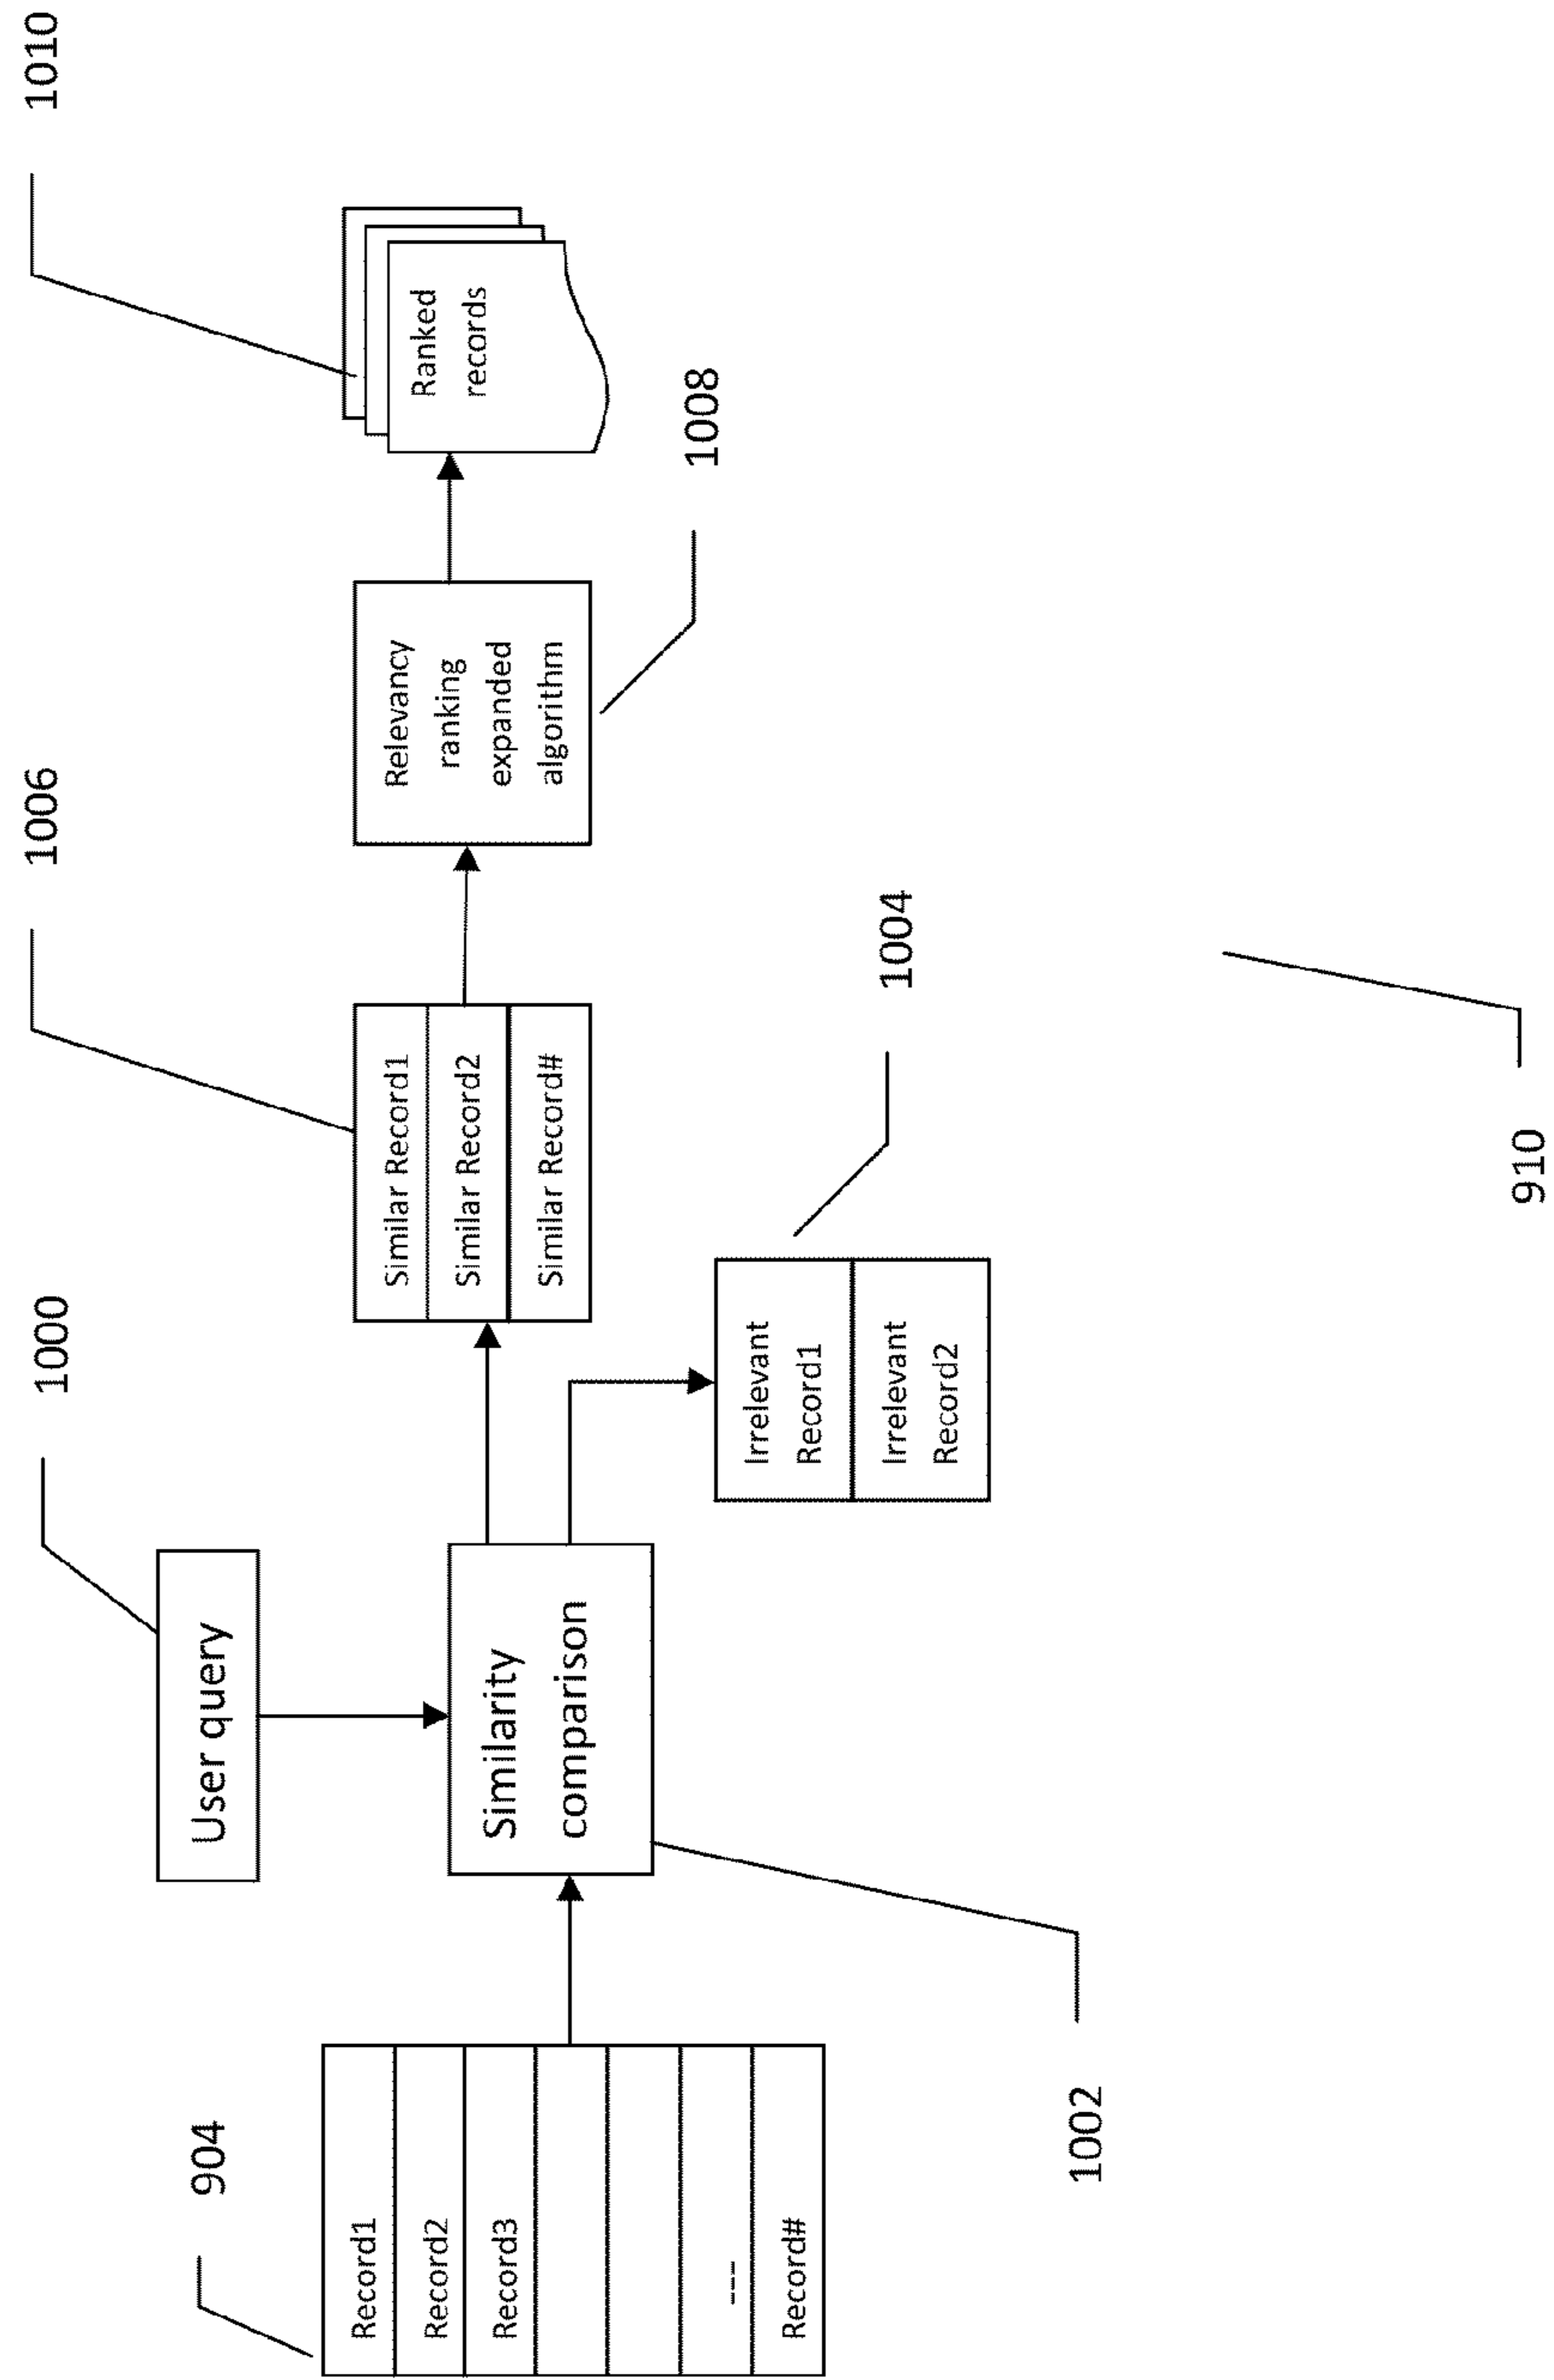 904
Record1
Record2
Record3
---
Record#
User query
1000
Similarity
comparison
1002
Similar Record1
Similar Record2
Similar Record#
1006
Irrelevant
Record1
Irrelevant
Record2
1004
Relevancy
ranking
expanded
algorithm
1008
Ranked
records
1010
910